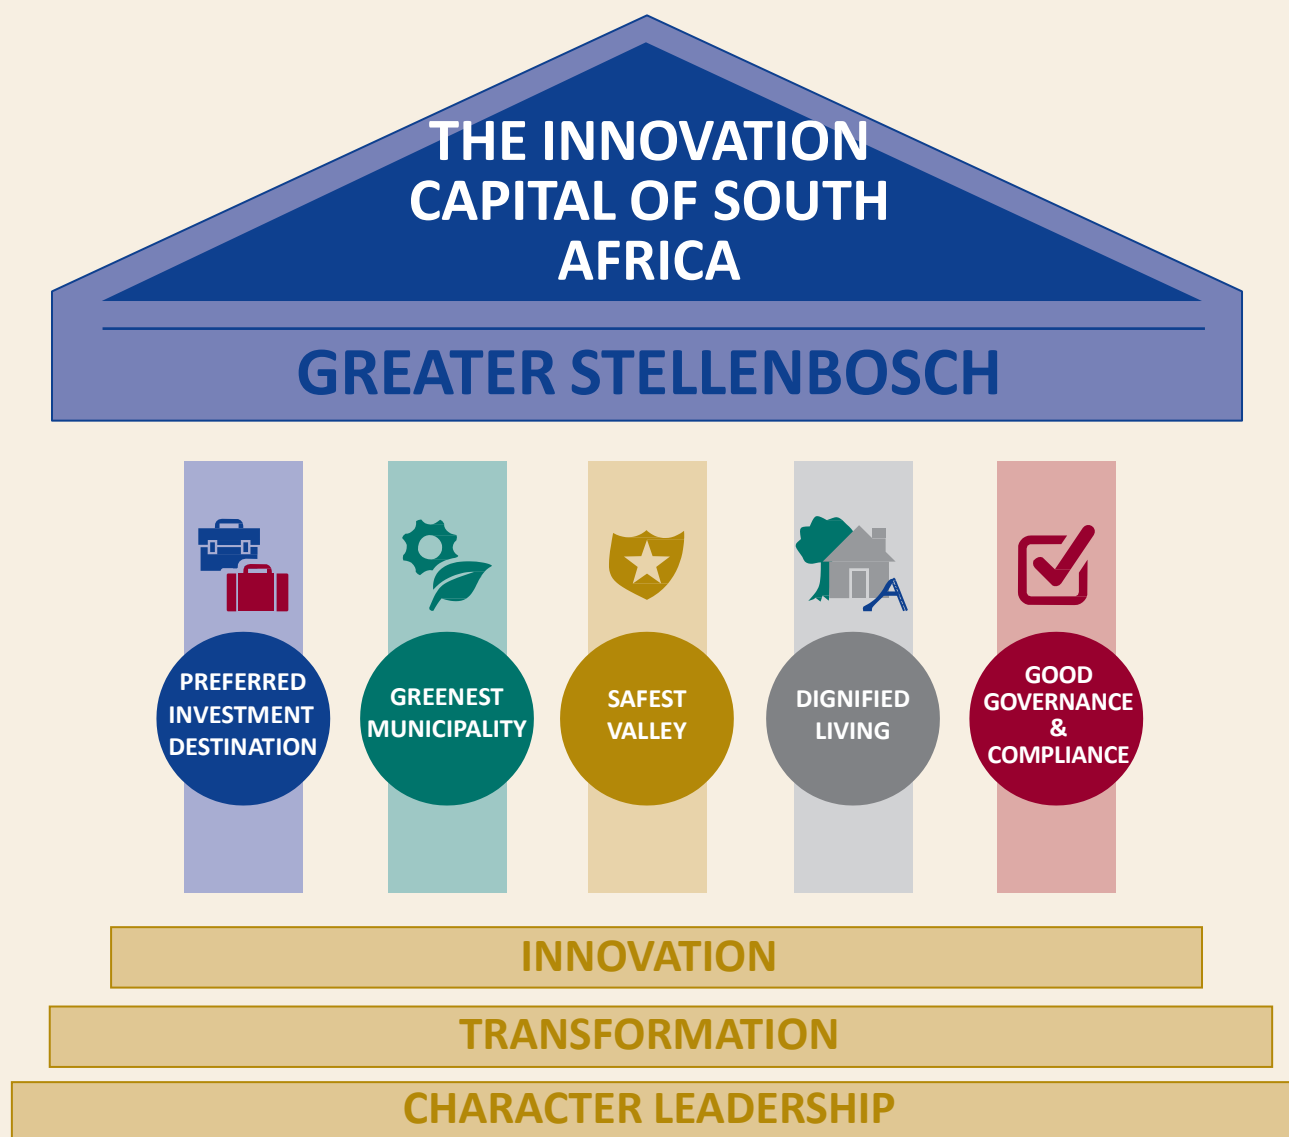 THE INNOVATION
CAPITAL OF SOUTH
AFRICA
GREATER STELLENBOSCH
PREFERRED
INVESTMENT
DESTINATION
GREENEST
MUNICIPALITY
SAFEST
VALLEY
DIGNIFIED
LIVING
GOOD
GOVERNANCE
&
COMPLIANCE
INNOVATION
TRANSFORMATION
CHARACTER LEADERSHIP